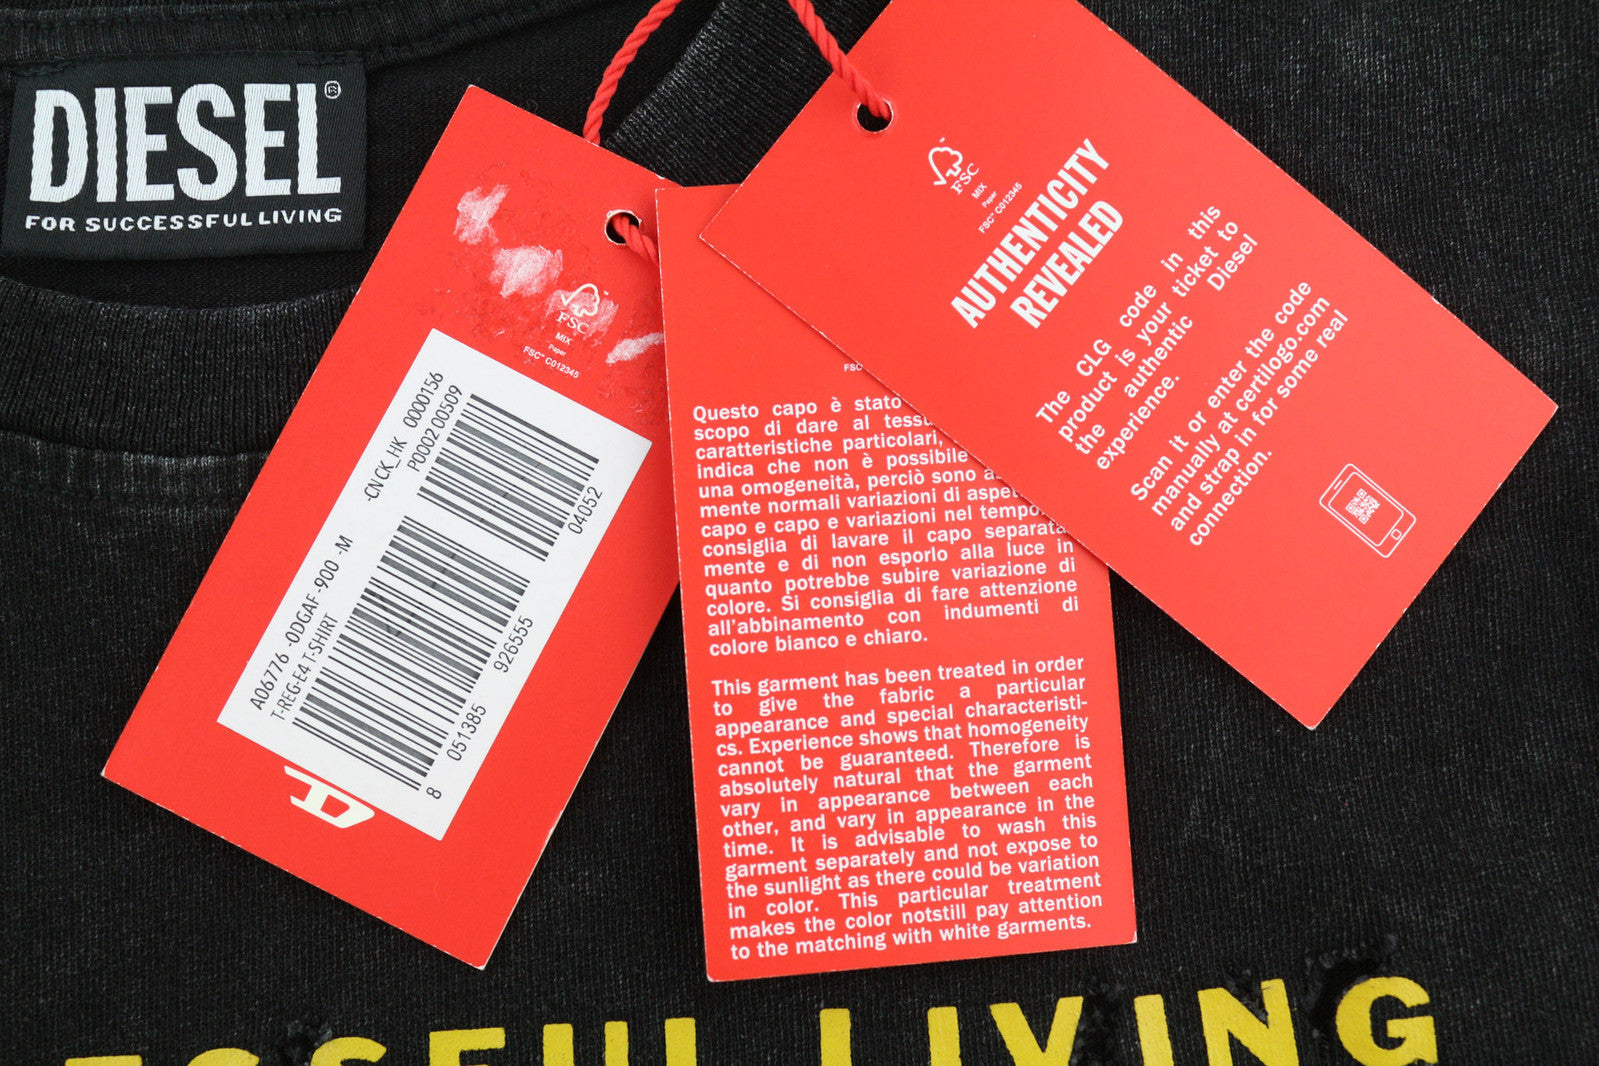 DIESEL®
FOR SUCCESSFUL LIVING
FSC
MIX
Paper
FSC™ C012345
-CN CK_HK 0000156
P0002 00509
04052
A06776 -0DGAF -900 -M
T-REG-E4 T-SHIRT
8 051385 926555
FSC
Questo capo è stato
scopo di dare al
caratteristiche particolari,
indica che non è possibile
una omogeneità, perciò sono
mente normali variazioni di
capo e capo e variazioni nel
consiglia di lavare il capo separata
mente e di non esporlo alla luce in
quanto potrebbe subire variazione di
colore. Si consiglia di fare attenzione
all'abbinamento con indumenti di
colore bianco e chiaro.
This garment has been treated in order
to give the fabric a particular
appearance and special characteristi-
cs. Experience shows that homogeneity
cannot be guaranteed. Therefore is
absolutely natural that the garment
vary in appearance between each
other, and vary in appearance in the
time. It is advisable to wash this
garment separately and not expose to
the sunlight as there could be variation
in color. This particular treatment
makes the color notstill pay attention
to the matching with white garments.
FSC
MIX
Paper
FSC™ C012345
AUTHENTICITY
REVEALED
The CLG code in this
product is your ticket to
the authentic Diesel
experience.
Scan it or enter the code
manually at certilogo.com
and strap in for some real
connection.
LIVING